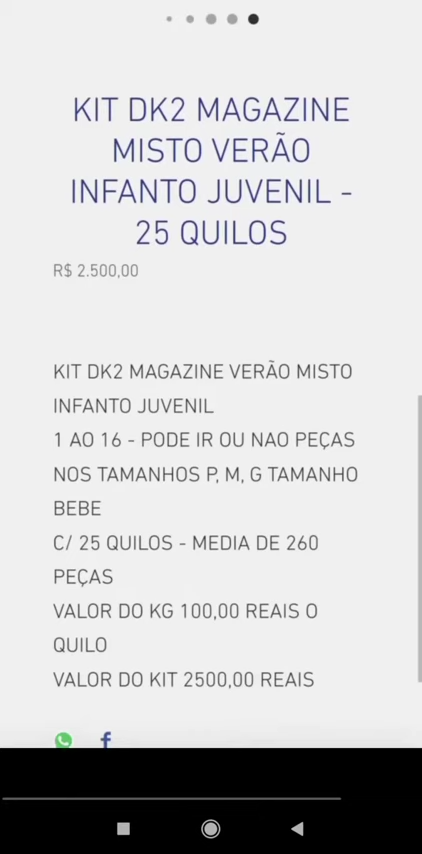 KIT DK2 MAGAZINE
MISTO VERÃO
INFANTO JUVENIL -
25 QUILOS
R$ 2.500,00
KIT DK2 MAGAZINE VERÃO MISTO
INFANTO JUVENIL
1 AO 16 - PODE IR OU NAO PEÇAS
NOS TAMANHOS P, M, G TAMANHO
BEBE
C/ 25 QUILOS - MEDIA DE 260
PEÇAS
VALOR DO KG 100,00 REAIS O
QUILO
VALOR DO KIT 2500,00 REAIS